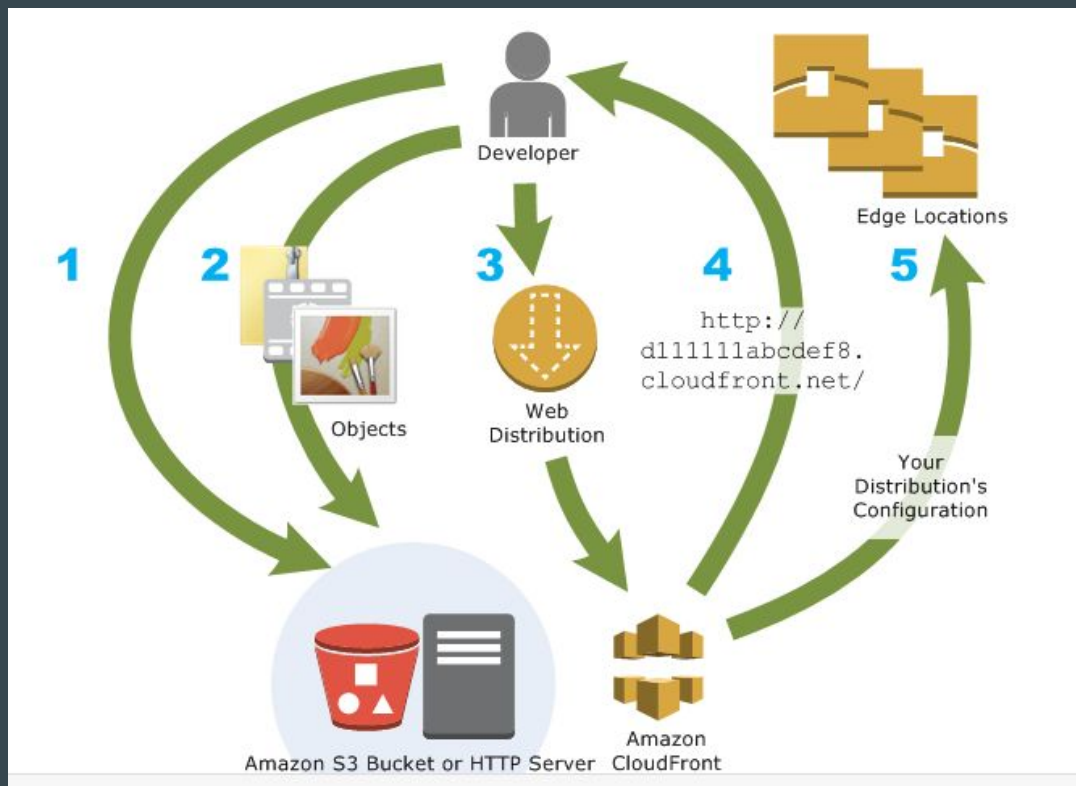 Developer
Edge Locations
1
2
3
4
5
http://
d111111abcdef8.
cloudfront.net/
Objects
Web
Distribution
Your
Distribution's
Configuration
Amazon S3 Bucket or HTTP Server
Amazon
CloudFront